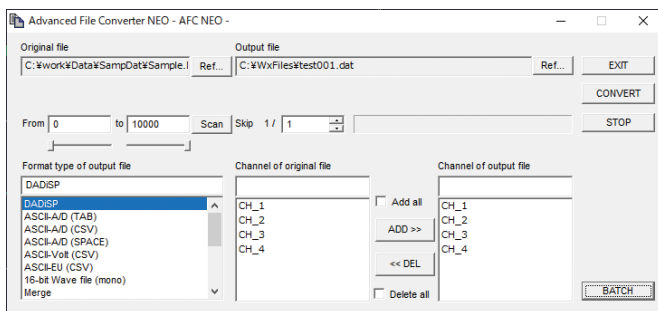 Advanced File Converter NEO - AFC NEO -
Original file
Output file
C:¥work¥Data¥SampDat¥Sample.
Ref...
C:¥WxFiles¥test001.dat
Ref...
EXIT
CONVERT
From 0 to 10000 Scan Skip 1 / 1
STOP
Format type of output file
Channel of original file
Channel of output file
DADiSP
DADiSP
ASCII-A/D (TAB)
ASCII-A/D (CSV)
ASCII-A/D (SPACE)
ASCII-Volt (CSV)
ASCII-EU (CSV)
16-bit Wave file (mono)
Merge
CH_1
CH_2
CH_3
CH_4
Add all
ADD >>
<< DEL
Delete all
CH_1
CH_2
CH_3
CH_4
BATCH